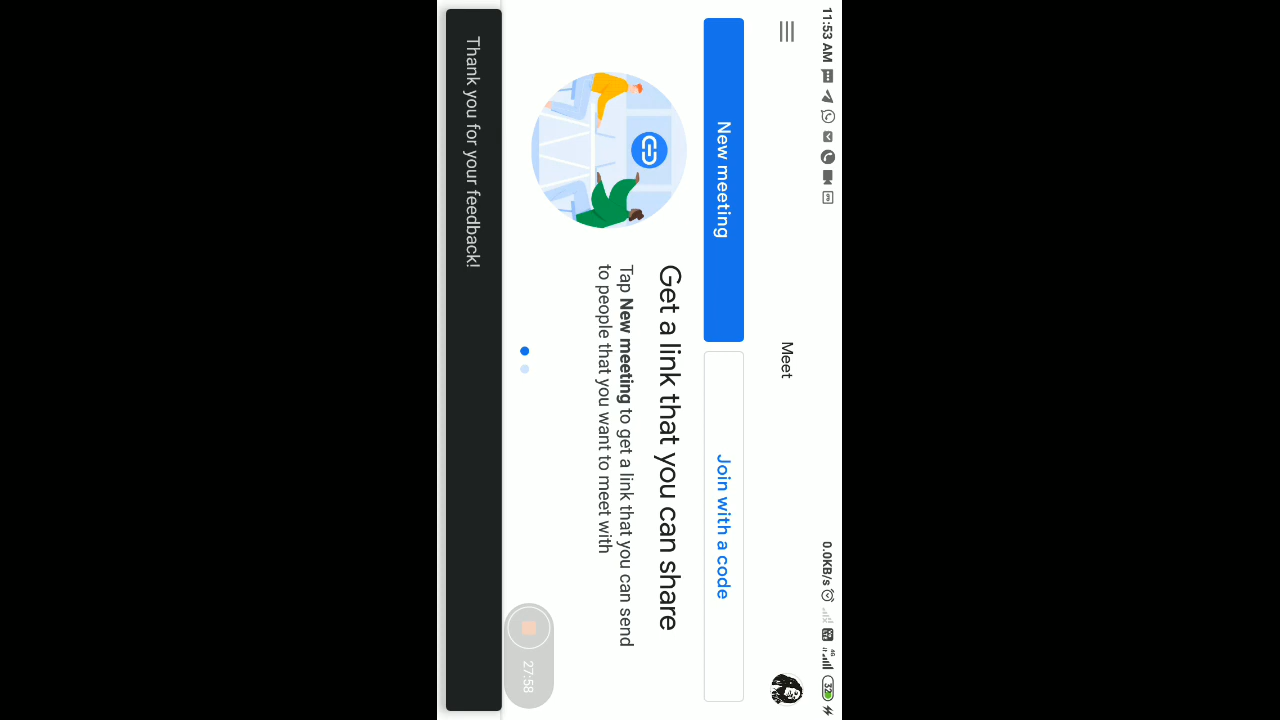 11:53 AM
0.0KB/s
4G
32
Meet
New meeting
Join with a code
Get a link that you can share
Tap New meeting to get a link that you can send
to people that you want to meet with
27:58
Thank you for your feedback!